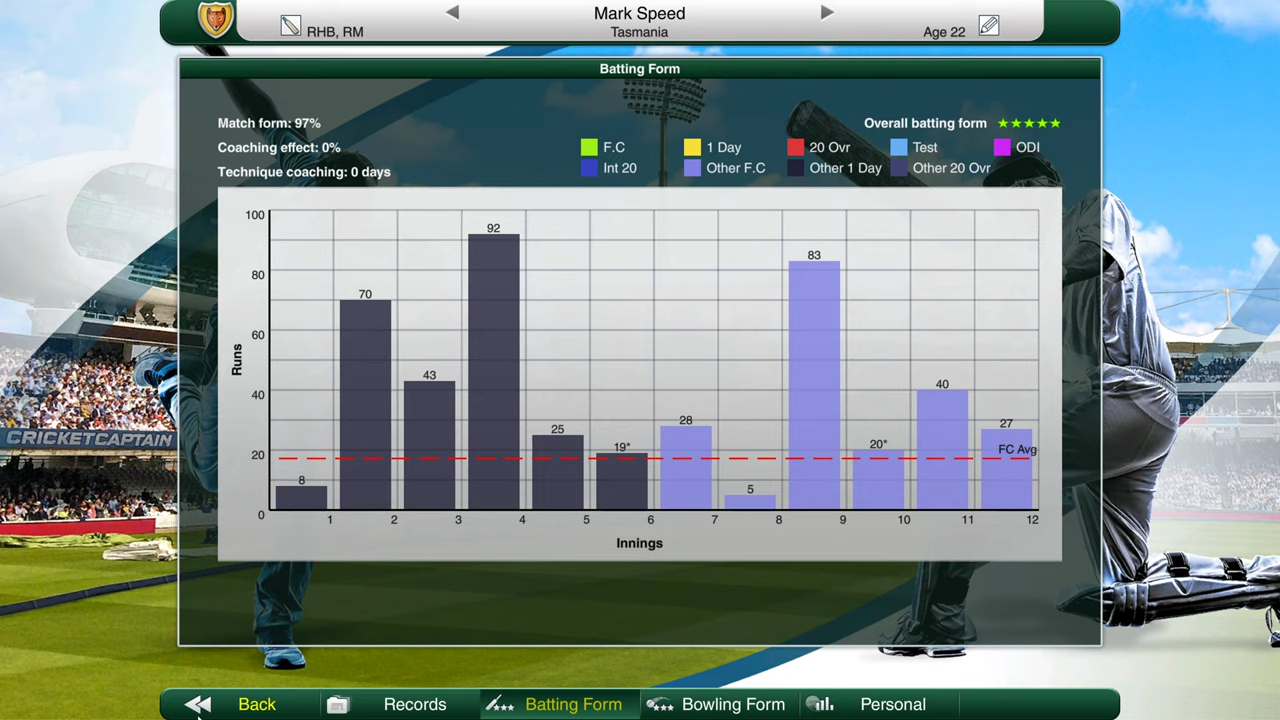 Mark Speed
RHB, RM
Tasmania
Age 22
Batting Form
Match form: 97%
Overall batting form
Coaching effect: 0%
F.C 1 Day 20 Ovr Test ODI
Technique coaching: 0 days
Int 20 Other F.C Other 1 Day Other 20 Ovr
100
80
60
40
20
0
Runs
8 70 43 92 25 19* 28 5 83 20* 40 27
FC Avg
1 2 3 4 5 6 7 8 9 10 11 12
Innings
CRICKETCAPTAIN
Back Records Batting Form Bowling Form Personal